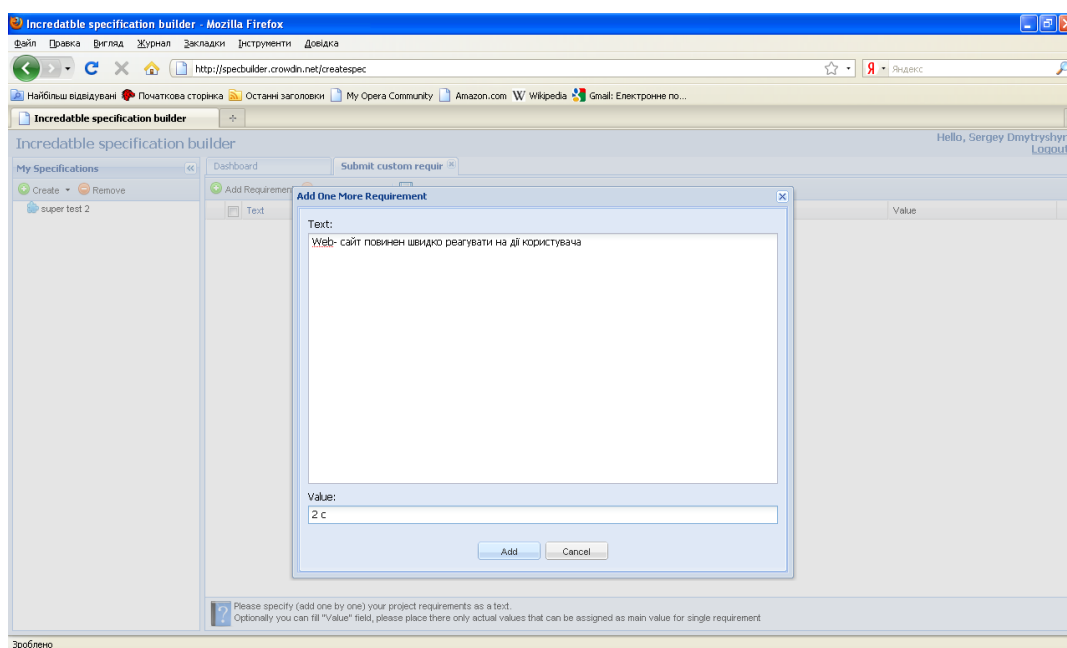 Incredatble specification builder - Mozilla Firefox
Файл Правка Вигляд Журнал Закладки Інструменти Довідка
http://specbuilder.crowdin.net/createspec
Яндекс
Найбільш відвідувані Початкова сторінка Останні заголовки My Opera Community Amazon.com Wikipedia Gmail: Електронне по...
Incredatble specification builder
Incredatble specification builder
Hello, Sergey Dmytryshyn
Logout
My Specifications
Dashboard
Submit custom requir
Create Remove
Add Requiremen
super test 2
Text
Value
Add One More Requirement
Text:
Web- сайт повинен швидко реагувати на дії користувача
Value:
2 с
Add
Cancel
Please specify (add one by one) your project requirements as a text.
Optionally you can fill "Value" field, please place there only actual values that can be assigned as main value for single requirement
Зроблено